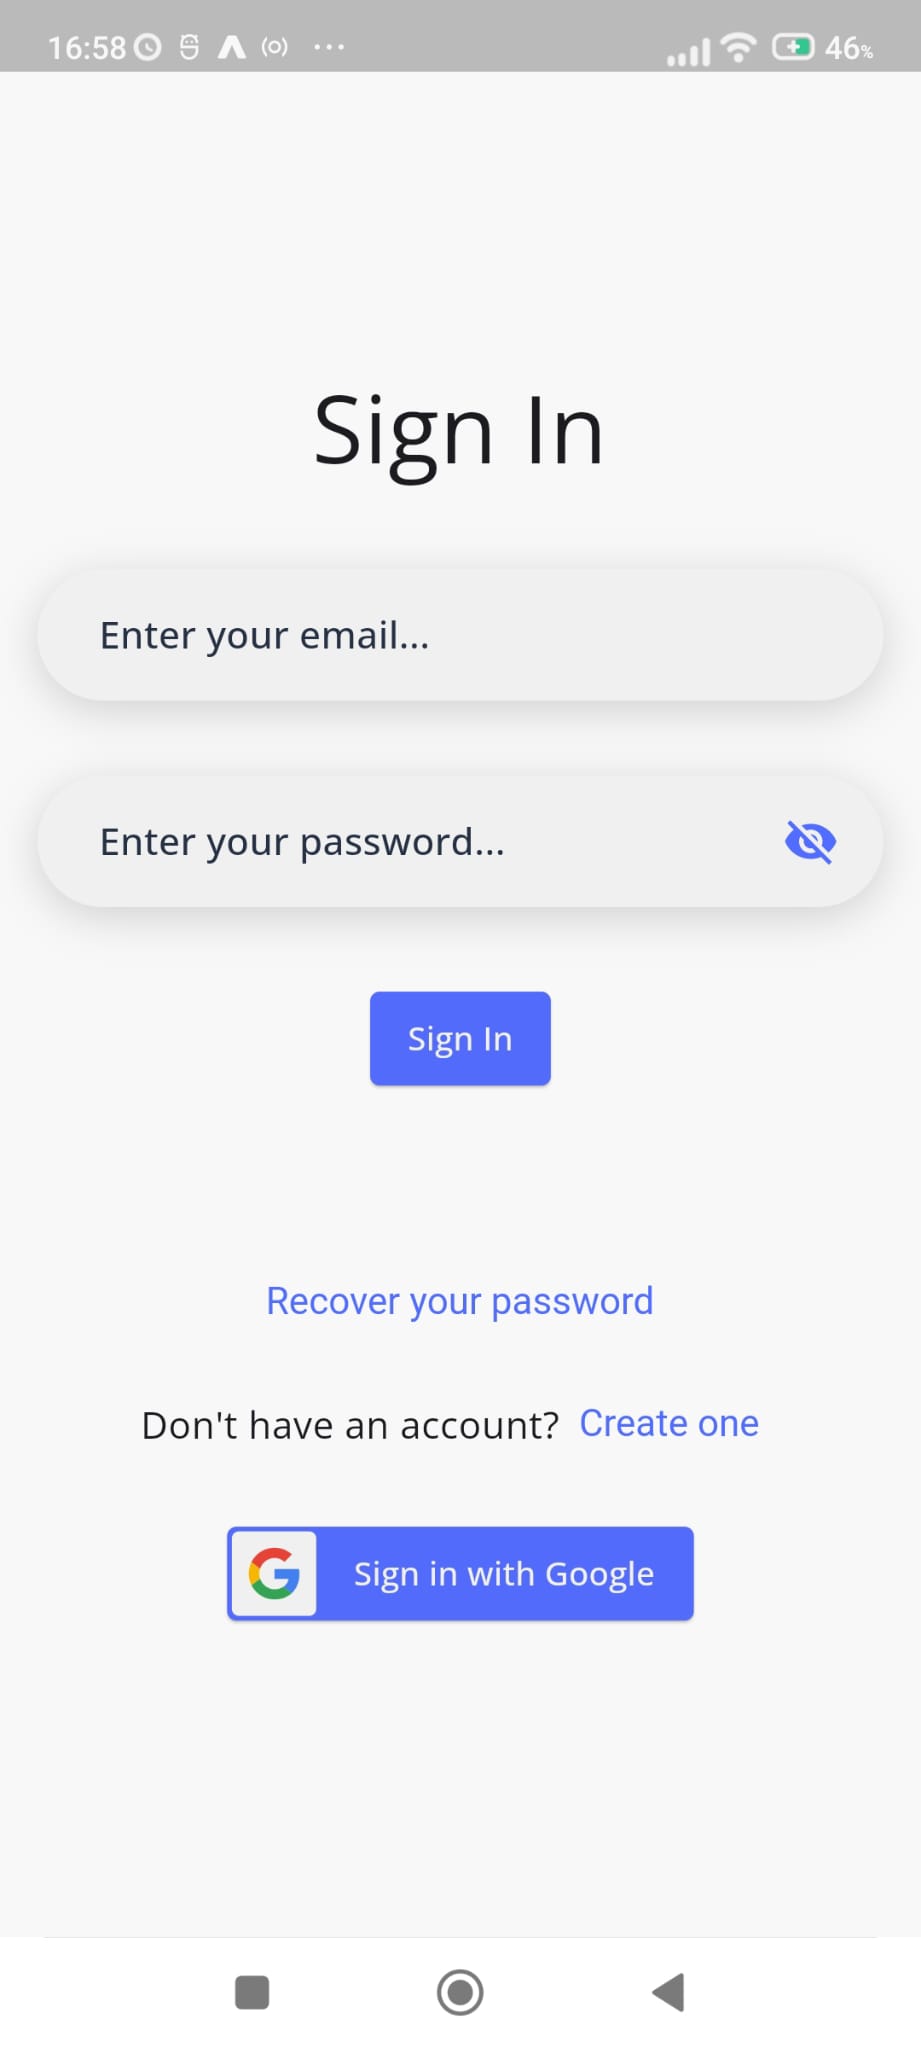 16:58 46%
Sign In
Enter your email...
Enter your password...
Sign In
Recover your password
Don't have an account? Create one
Sign in with Google